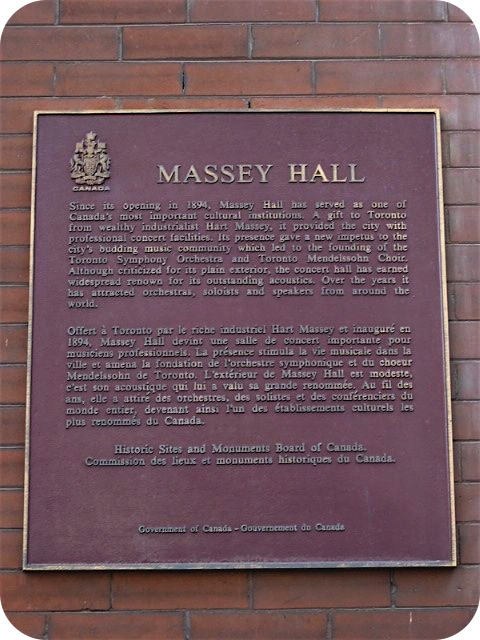 CANADA
MASSEY HALL
Since its opening in 1894, Massey Hall has served as one of
Canada's most important cultural institutions. A gift to Toronto
from wealthy industrialist Hart Massey, it provided the city with
professional concert facilities. Its presence gave a new impetus to the
city's budding music community which led to the founding of the
Toronto Symphony Orchestra and Toronto Mendelssohn Choir.
Although criticized for its plain exterior, the concert hall has earned
widespread renown for its outstanding acoustics. Over the years it
has attracted orchestras, soloists and speakers from around the
world.
Offert à Toronto par le riche industriel Hart Massey et inauguré en
1894, Massey Hall devint une salle de concert importante pour
musiciens professionnels. La présence stimula la vie musicale dans la
ville et amena la fondation de l'orchestre symphonique et du choeur
Mendelssohn de Toronto. L'extérieur de Massey Hall est modeste,
c'est son acoustique qui lui a valu sa grande renommée. Au fil des
ans, elle a attiré des orchestres, des solistes et des conférenciers du
monde entier, devenant ainsi l'un des établissements culturels les
plus renommés du Canada.
Historic Sites and Monuments Board of Canada.
Commission des lieux et monuments historiques du Canada.
Government of Canada - Gouvernement du Canada